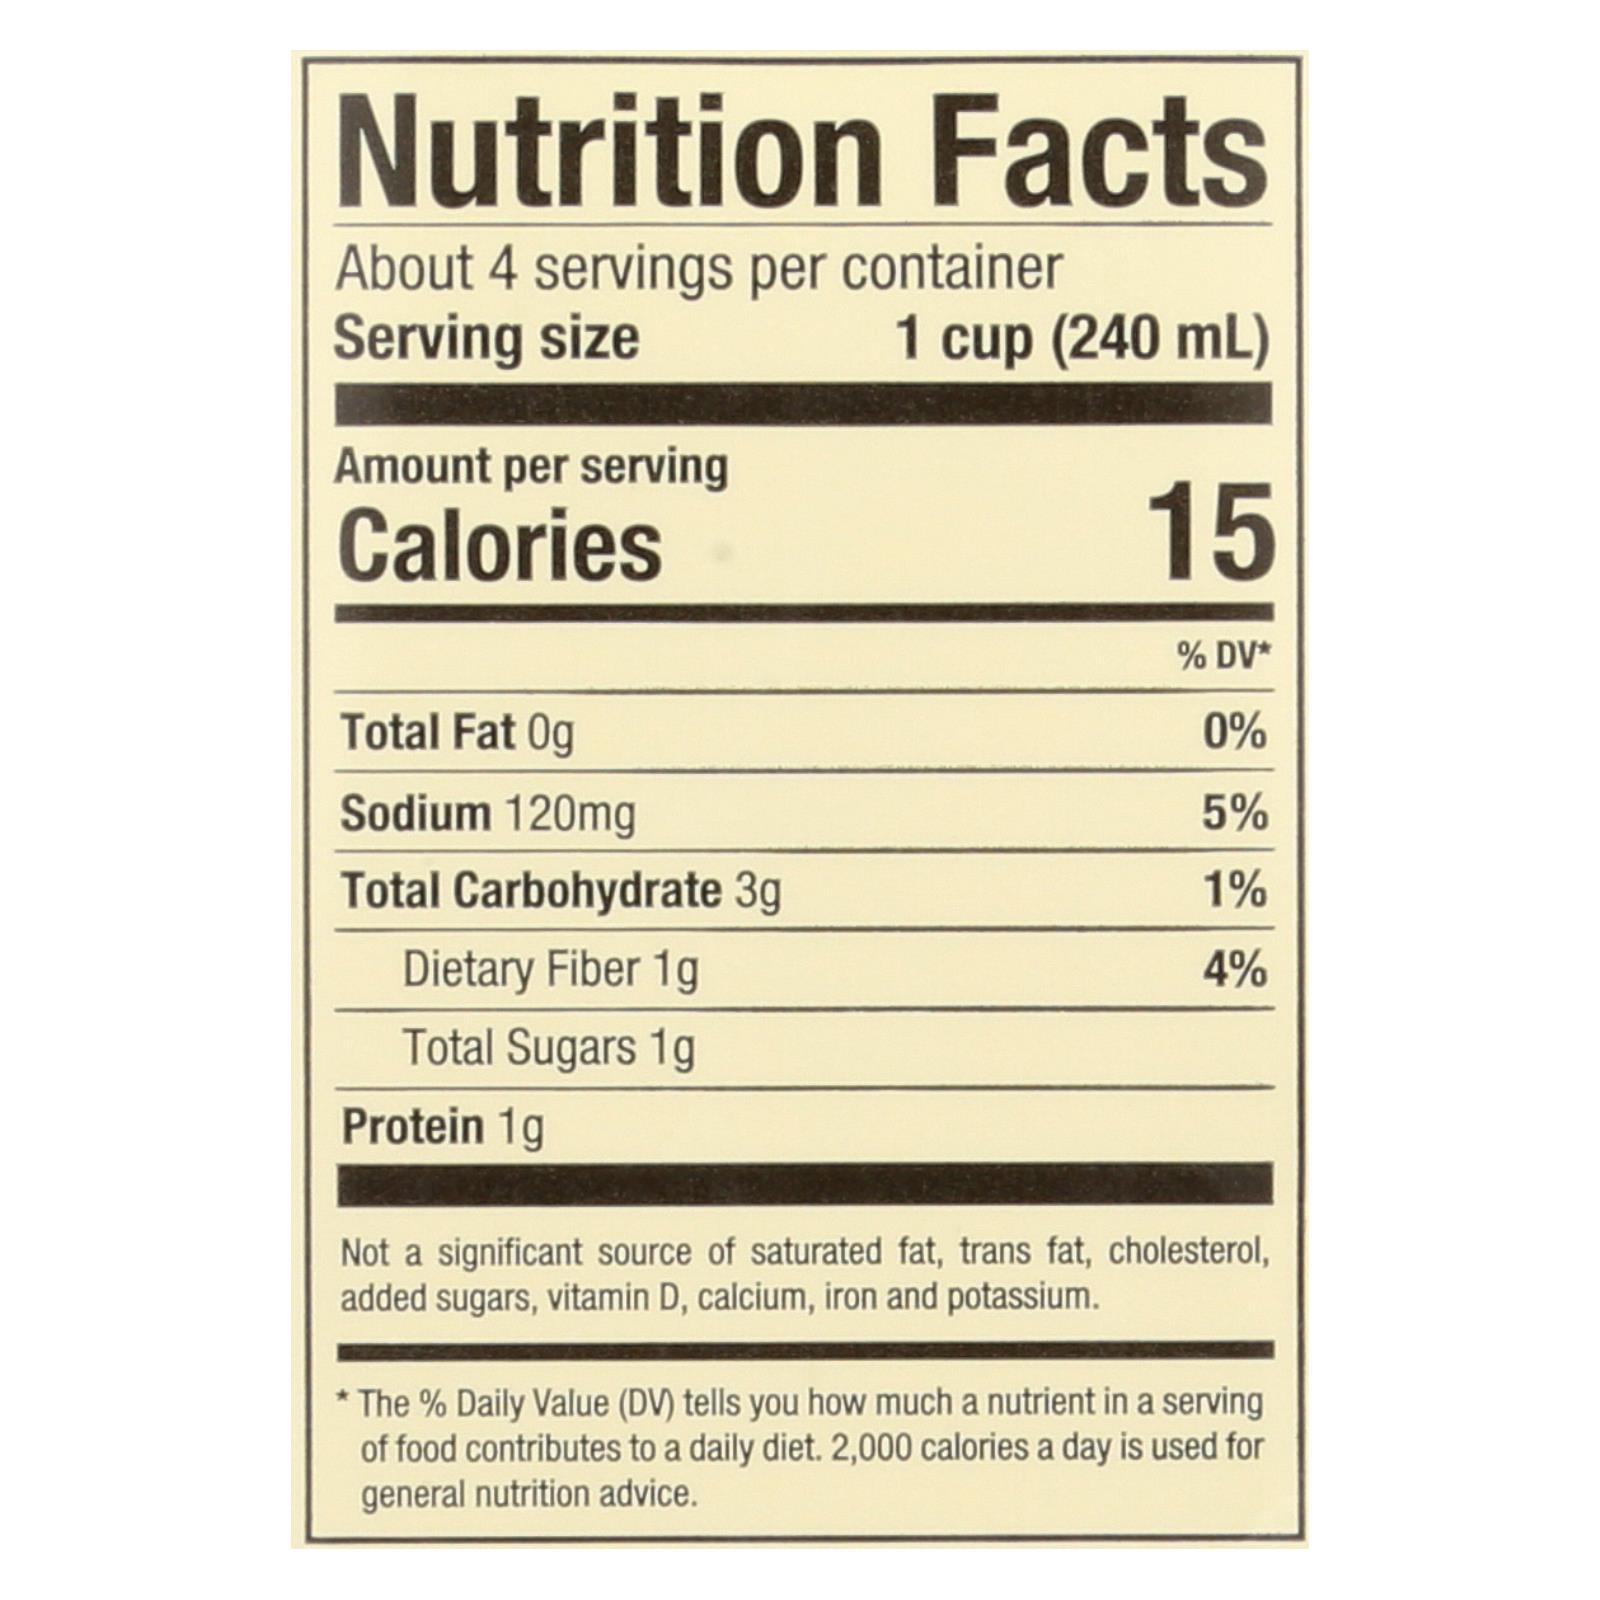 Nutrition Facts
About 4 servings per container
Serving size 1 cup (240 mL)
Amount per serving
Calories 15
% DV*
Total Fat 0g 0%
Sodium 120mg 5%
Total Carbohydrate 3g 1%
Dietary Fiber 1g 4%
Total Sugars 1g
Protein 1g
Not a significant source of saturated fat, trans fat, cholesterol,
added sugars, vitamin D, calcium, iron and potassium.
* The % Daily Value (DV) tells you how much a nutrient in a serving
of food contributes to a daily diet. 2,000 calories a day is used for
general nutrition advice.